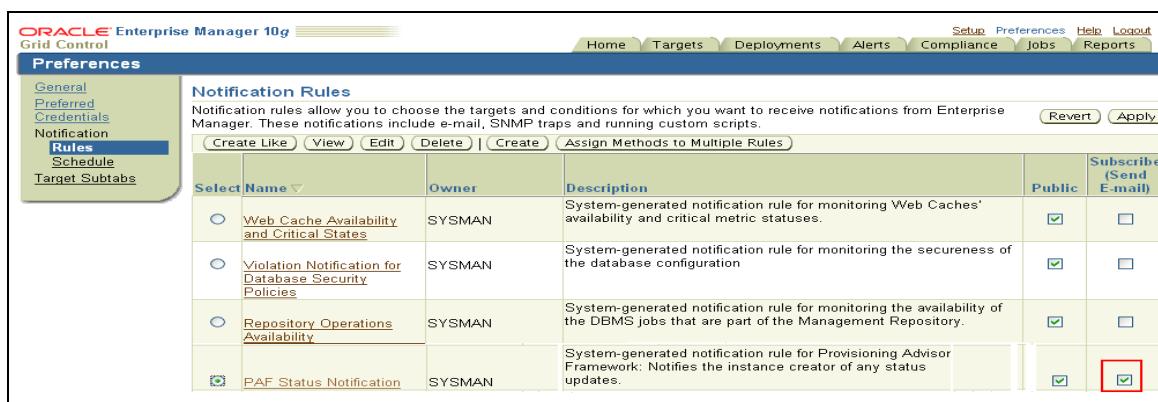 ORACLE Enterprise Manager 10g
Grid Control
Setup Preferences Help Logout
Home Targets Deployments Alerts Compliance Jobs Reports
Preferences
General
Preferred
Credentials
Notification
Rules
Schedule
Target Subtabs
Notification Rules
Notification rules allow you to choose the targets and conditions for which you want to receive notifications from Enterprise
Manager. These notifications include e-mail, SNMP traps and running custom scripts.
Revert Apply
Create Like View Edit Delete | Create Assign Methods to Multiple Rules
Select Name Owner Description Public Subscribe
(Send
E-mail)
Web Cache Availability
and Critical States
SYSMAN
System-generated notification rule for monitoring Web Caches'
availability and critical metric statuses.
Violation Notification for
Database Security
Policies
SYSMAN
System-generated notification rule for monitoring the secureness of
the database configuration
Repository Operations
Availability
SYSMAN
System-generated notification rule for monitoring the availability of
the DBMS jobs that are part of the Management Repository.
PAF Status Notification
SYSMAN
System-generated notification rule for Provisioning Advisor
Framework: Notifies the instance creator of any status
updates.